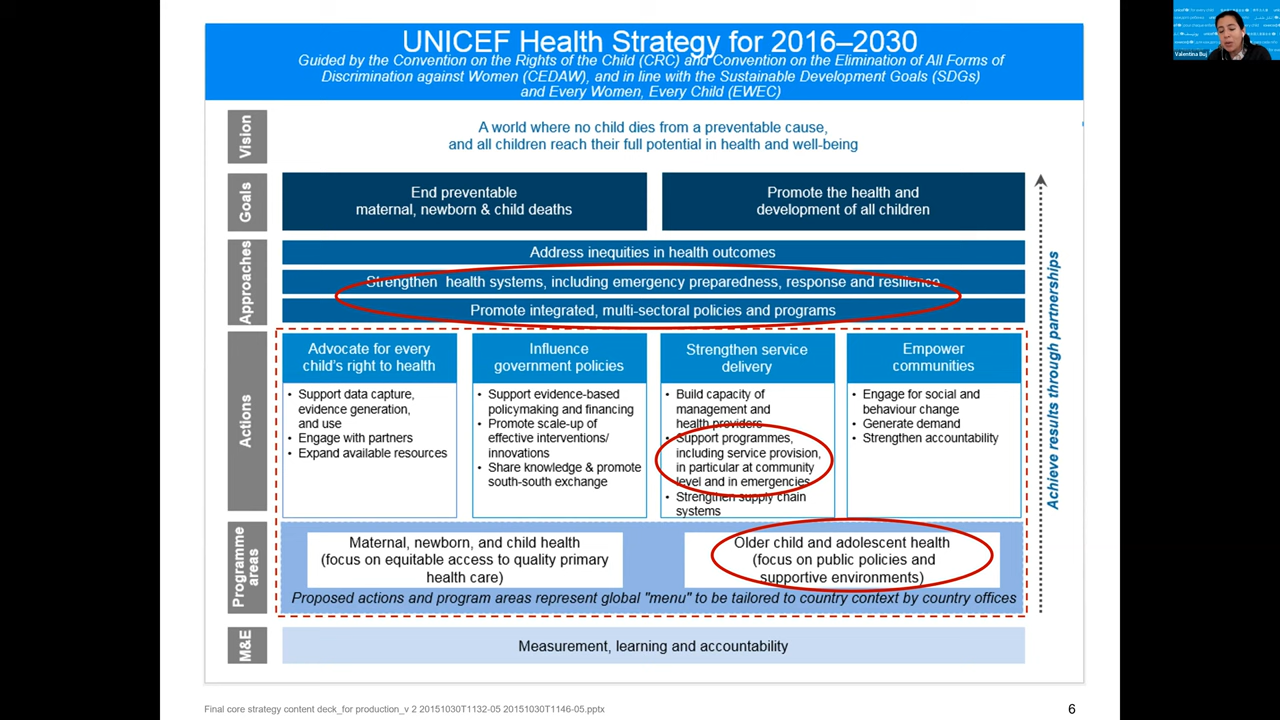 UNICEF Health Strategy for 2016–2030
Guided by the Convention on the Rights of the Child (CRC) and Convention on the Elimination of All Forms of
Discrimination against Women (CEDAW), and in line with the Sustainable Development Goals (SDGs)
and Every Women, Every Child (EWEC)
Vision
A world where no child dies from a preventable cause,
and all children reach their full potential in health and well-being
Goals
End preventable
maternal, newborn & child deaths
Promote the health and
development of all children
Approaches
Address inequities in health outcomes
Strengthen health systems, including emergency preparedness, response and resilience
Promote integrated, multi-sectoral policies and programs
Actions
Advocate for every
child's right to health
• Support data capture,
evidence generation,
and use
• Engage with partners
• Expand available resources
Influence
government policies
• Support evidence-based
policymaking and financing
• Promote scale-up of
effective interventions/
innovations
• Share knowledge & promote
south-south exchange
Strengthen service
delivery
• Build capacity of
management and
health providers
• Support programmes,
including service provision,
in particular at community
level and in emergencies
• Strengthen supply chain
systems
Empower
communities
• Engage for social and
behaviour change
• Generate demand
• Strengthen accountability
Programme
areas
Maternal, newborn, and child health
(focus on equitable access to quality primary
health care)
Older child and adolescent health
(focus on public policies and
supportive environments)
Proposed actions and program areas represent global "menu" to be tailored to country context by country offices
M&E
Measurement, learning and accountability
Achieve results through partnerships
Final core strategy content deck_for production_v 2 20151030T1132-05 20151030T1146-05.pptx
6
Valentina Buj